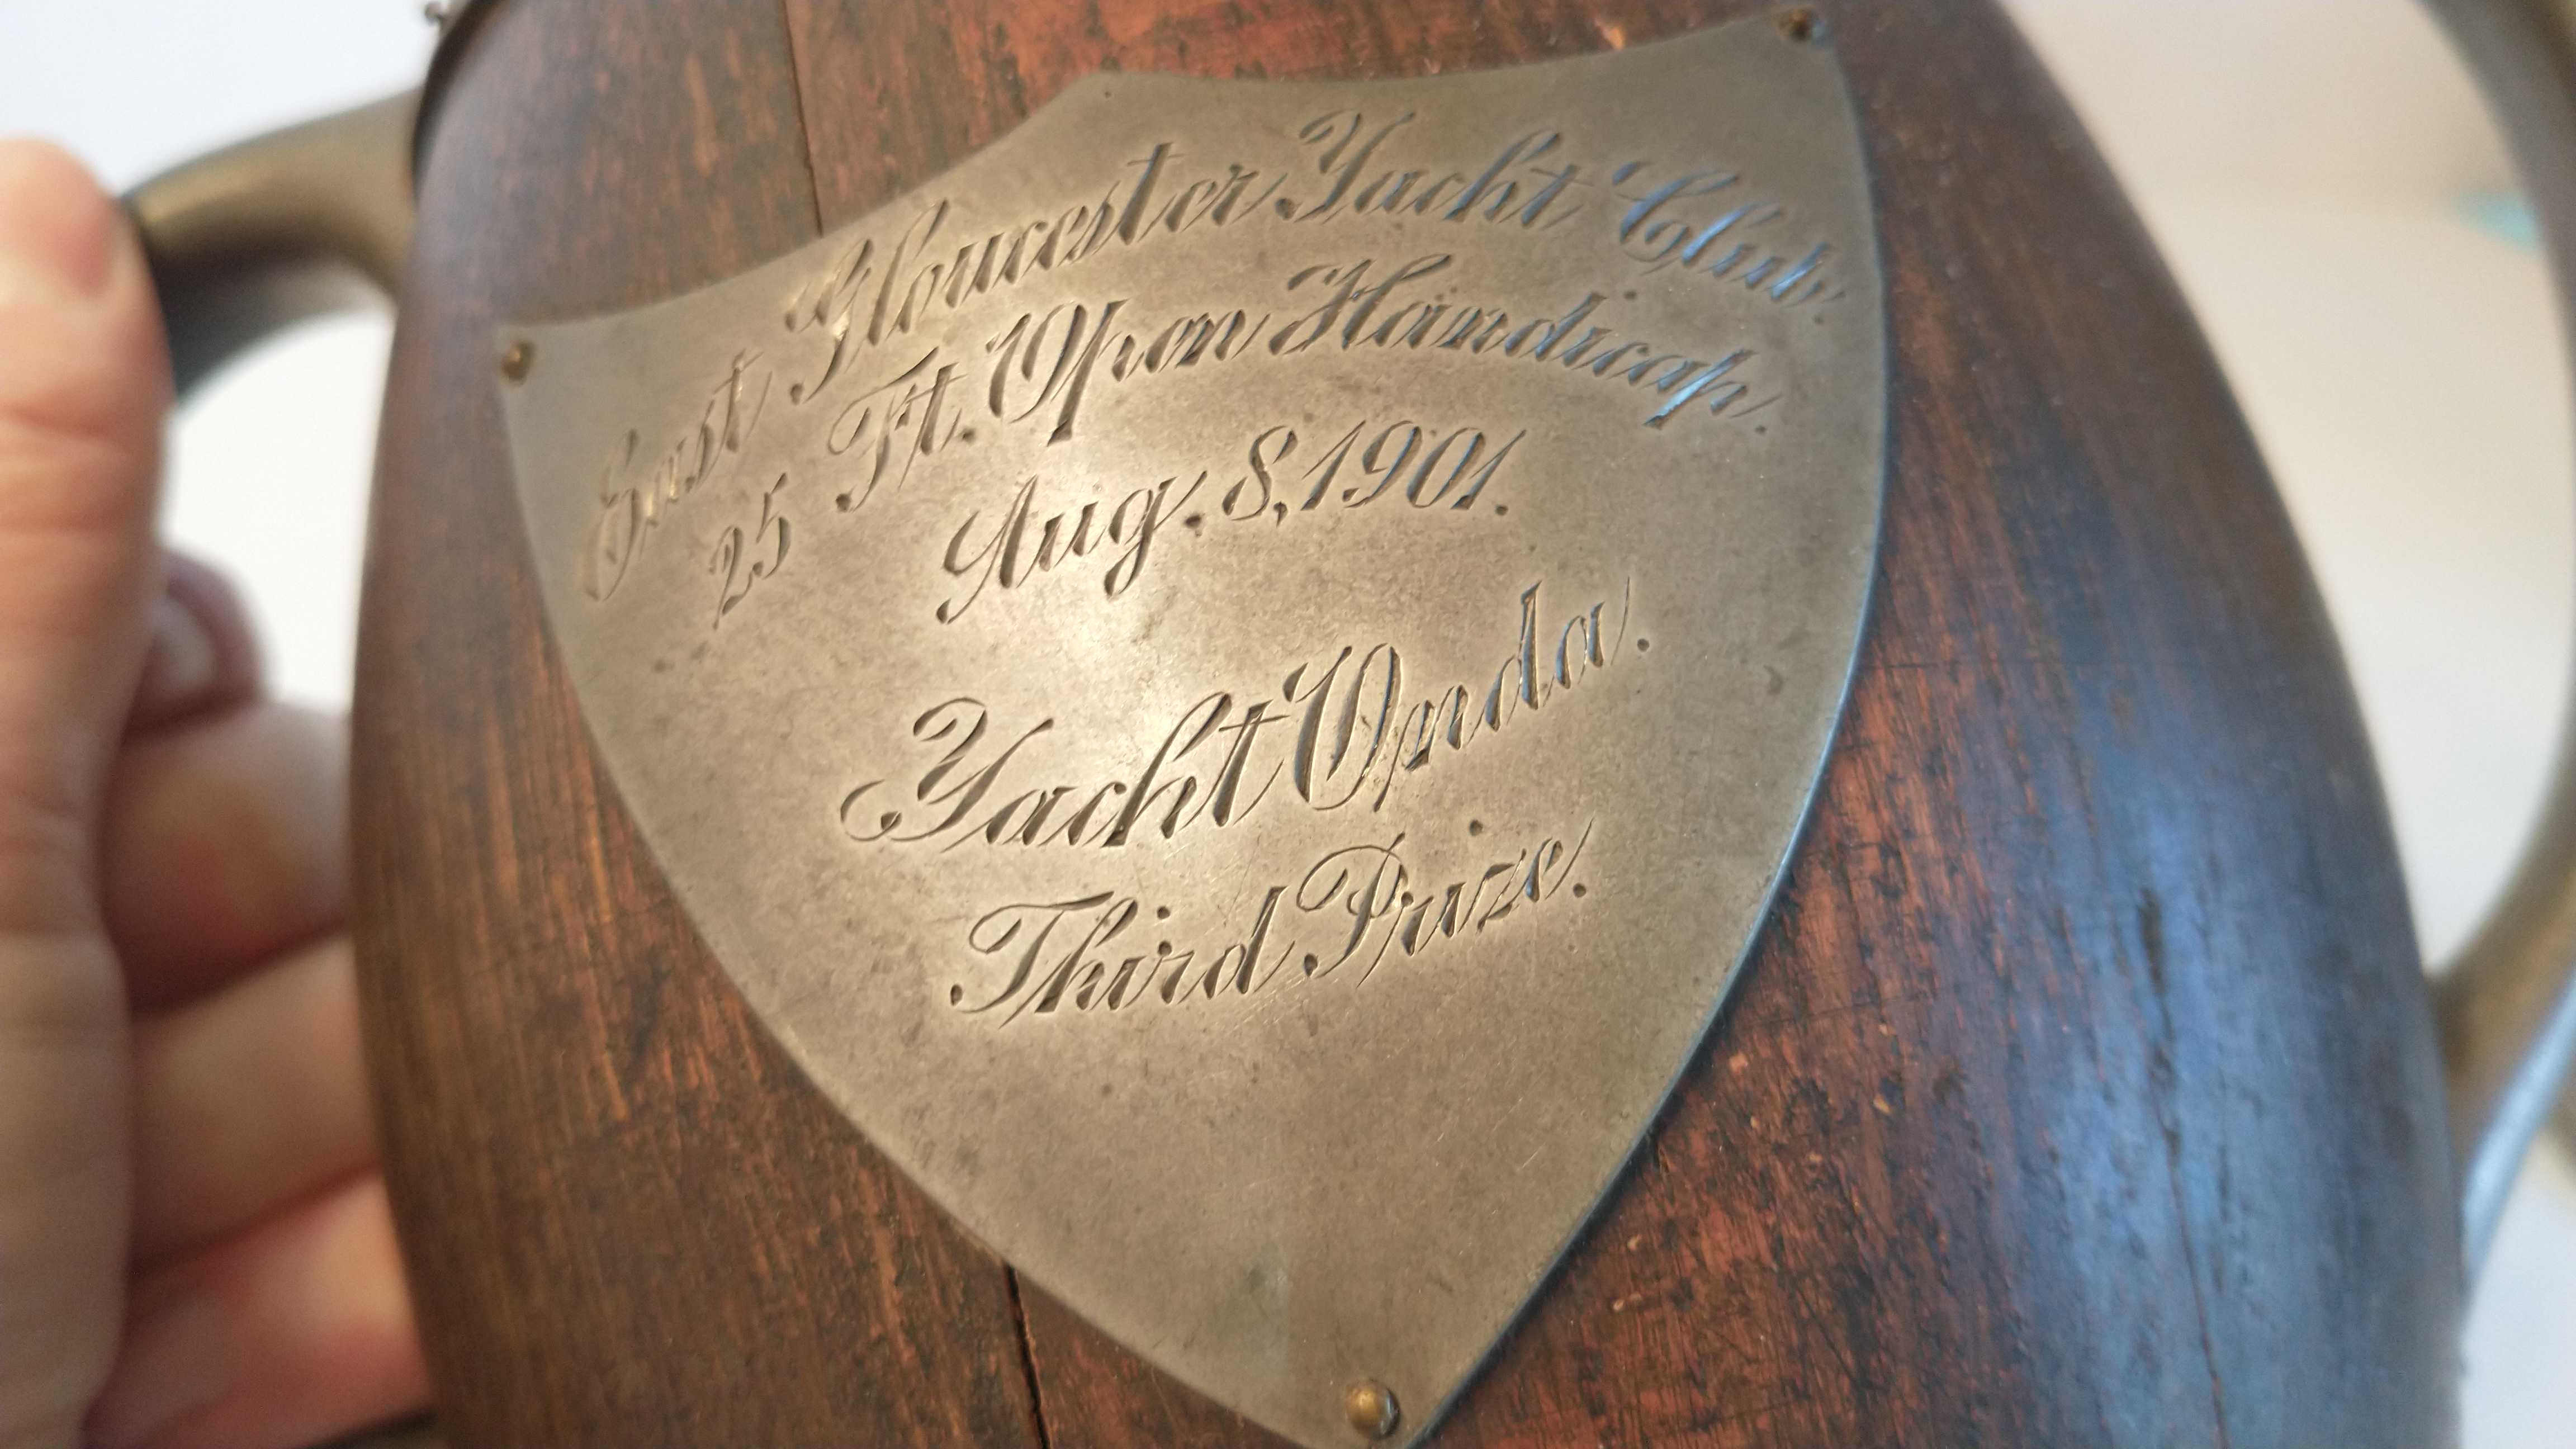 East Gloucester Yacht Club.
25 Ft. Open Handicap.
Aug. 8, 1901.
Yacht Onda.
Third Prize.